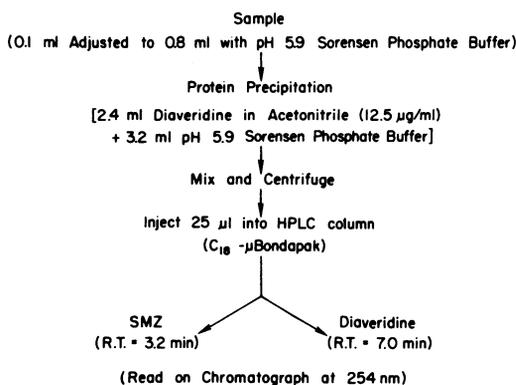 Sample
(0.1 ml Adjusted to 0.8 ml with pH 5.9 Sorensen Phosphate Buffer)
Protein Precipitation
[2.4 ml Diaveridine in Acetonitrile (12.5 µg/ml)
+ 3.2 ml pH 5.9 Sorensen Phosphate Buffer]
Mix and Centrifuge
Inject 25 µl into HPLC column
(C18 -µBondapak)
SMZ
(R.T. = 3.2 min)
Diaveridine
(R.T. = 7.0 min)
(Read on Chromatograph at 254 nm)